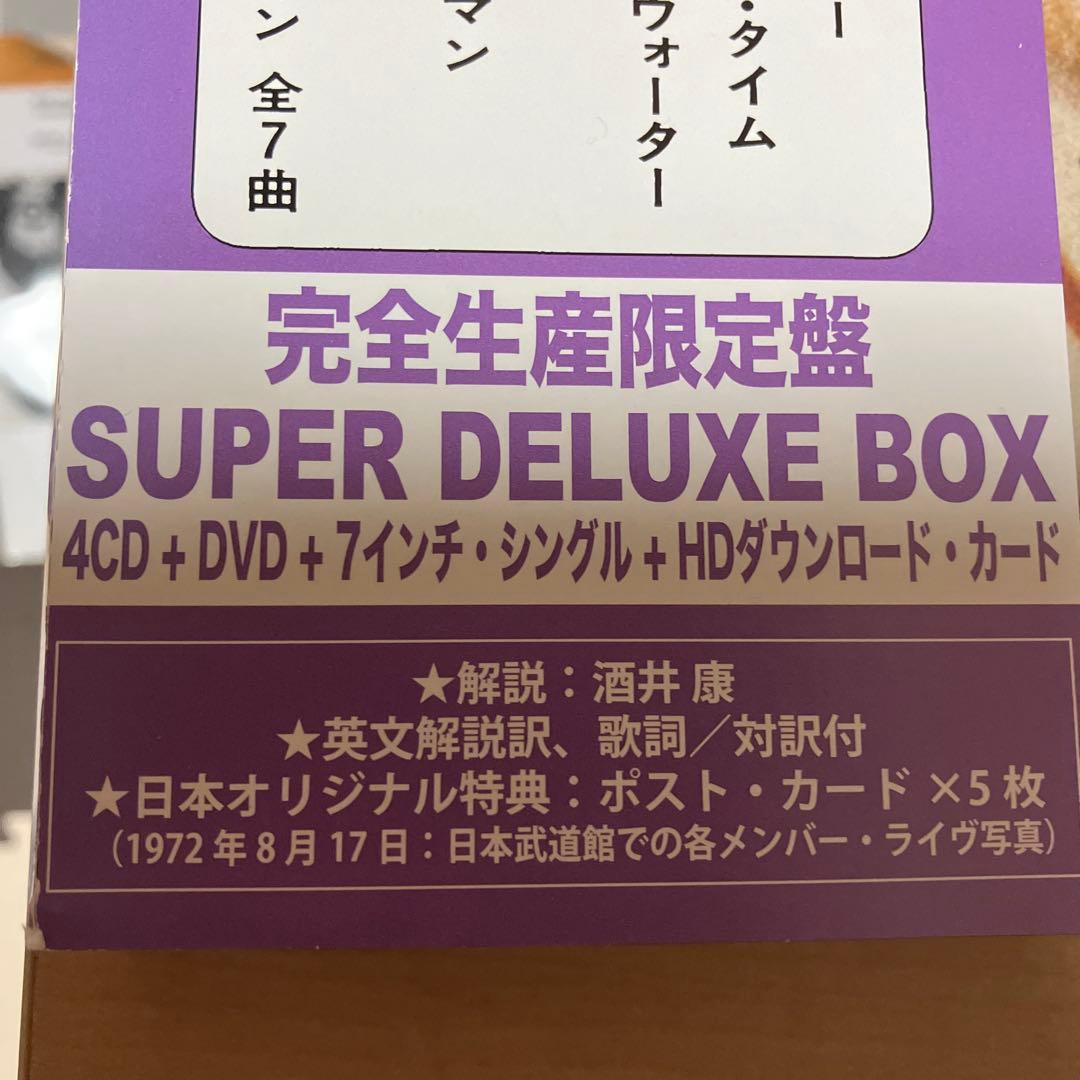 ー
・タイム
ウォーター
マン
ン 全7曲
完全生産限定盤
SUPER DELUXE BOX
4CD + DVD + 7インチ・シングル + HDダウンロード・カード
★解説：酒井 康
★英文解説訳、歌詞／対訳付
★日本オリジナル特典：ポスト・カード ×5 枚
（1972 年 8 月 17 日：日本武道館での各メンバー・ライヴ写真）